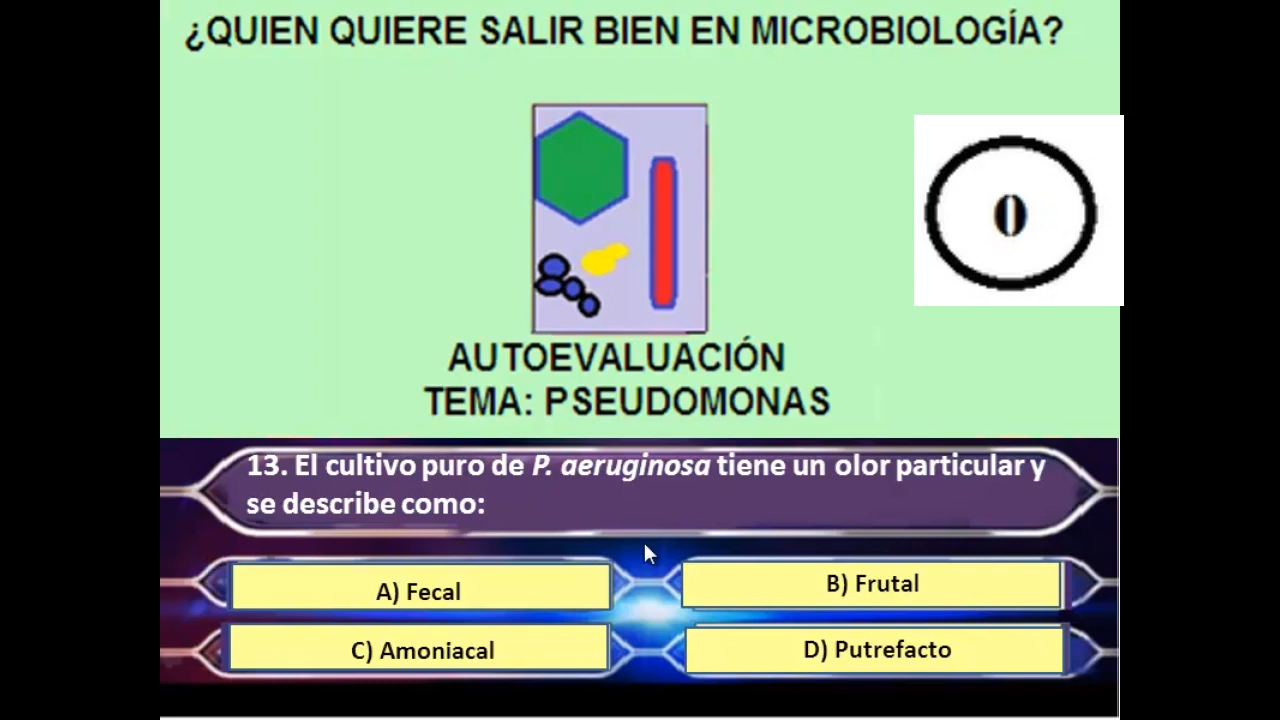 ¿QUIEN QUIERE SALIR BIEN EN MICROBIOLOGÍA?
0
AUTOEVALUACIÓN
TEMA: PSEUDOMONAS
13. El cultivo puro de P. aeruginosa tiene un olor particular y
se describe como:
A) Fecal
B) Frutal
C) Amoniacal
D) Putrefacto